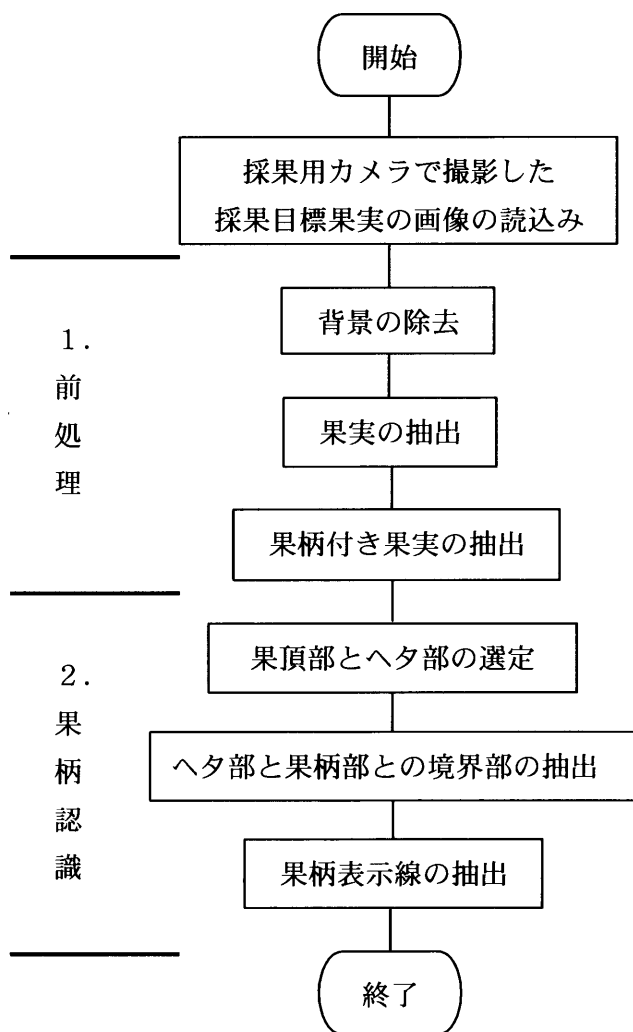 開始
採果用カメラで撮影した
採果目標果実の画像の読込み
1.
前
処
理
背景の除去
果実の抽出
果柄付き果実の抽出
2.
果
柄
認
識
果頂部とヘタ部の選定
ヘタ部と果柄部との境界部の抽出
果柄表示線の抽出
終了